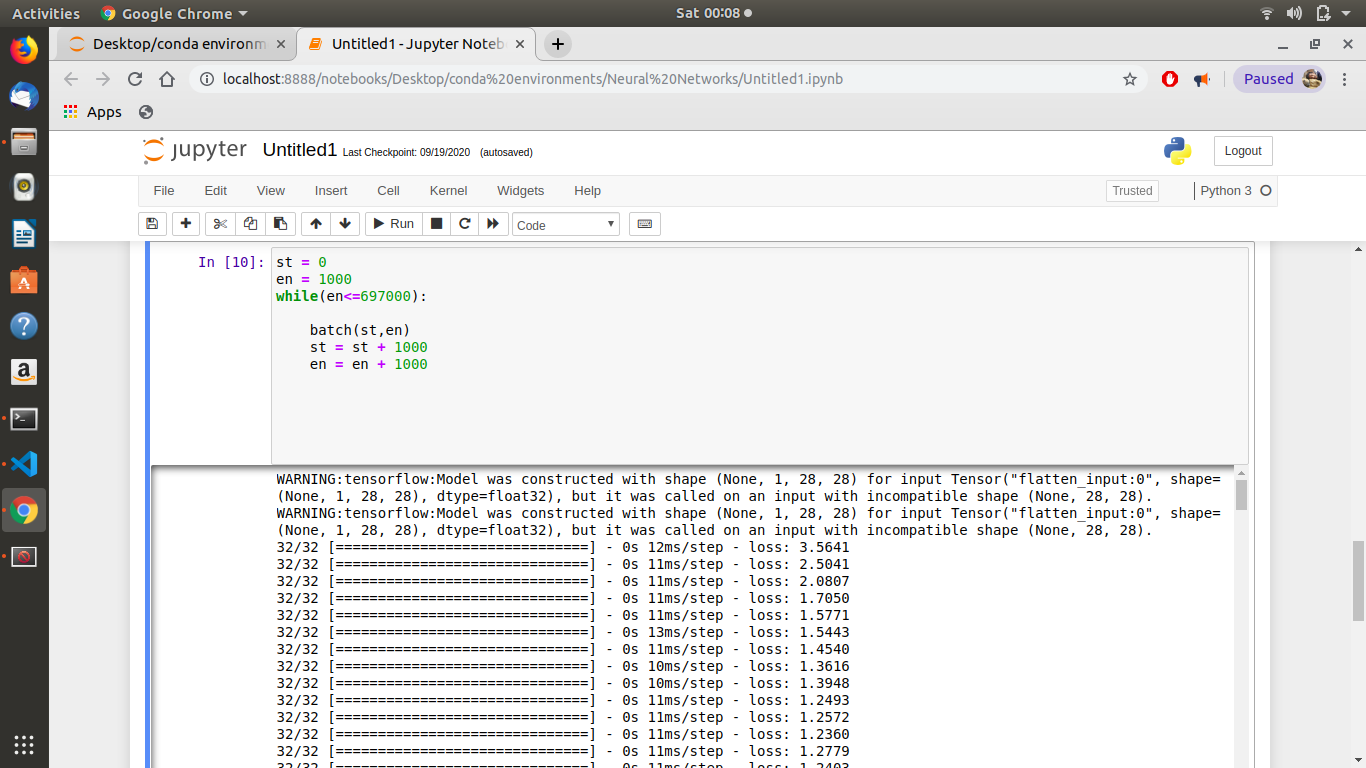 Activities Google Chrome Sat 00:08
Desktop/conda environm Untitled1 - Jupyter Noteb
localhost:8888/notebooks/Desktop/conda%20environments/Neural%20Networks/Untitled1.ipynb Paused
Apps
jupyter Untitled1 Last Checkpoint: 09/19/2020 (autosaved) Logout
File Edit View Insert Cell Kernel Widgets Help Trusted Python 3
Run Code
In [10]: st = 0
en = 1000
while(en<=697000):
batch(st,en)
st = st + 1000
en = en + 1000
WARNING:tensorflow:Model was constructed with shape (None, 1, 28, 28) for input Tensor("flatten_input:0", shape=
(None, 1, 28, 28), dtype=float32), but it was called on an input with incompatible shape (None, 28, 28).
WARNING:tensorflow:Model was constructed with shape (None, 1, 28, 28) for input Tensor("flatten_input:0", shape=
(None, 1, 28, 28), dtype=float32), but it was called on an input with incompatible shape (None, 28, 28).
32/32 [==============================] - 0s 12ms/step - loss: 3.5641
32/32 [==============================] - 0s 11ms/step - loss: 2.5041
32/32 [==============================] - 0s 11ms/step - loss: 2.0807
32/32 [==============================] - 0s 11ms/step - loss: 1.7050
32/32 [==============================] - 0s 11ms/step - loss: 1.5771
32/32 [==============================] - 0s 13ms/step - loss: 1.5443
32/32 [==============================] - 0s 11ms/step - loss: 1.4540
32/32 [==============================] - 0s 10ms/step - loss: 1.3616
32/32 [==============================] - 0s 10ms/step - loss: 1.3948
32/32 [==============================] - 0s 11ms/step - loss: 1.2493
32/32 [==============================] - 0s 11ms/step - loss: 1.2572
32/32 [==============================] - 0s 11ms/step - loss: 1.2360
32/32 [==============================] - 0s 11ms/step - loss: 1.2779
32/32 [==============================] - 0s 11ms/step - loss: 1.2403